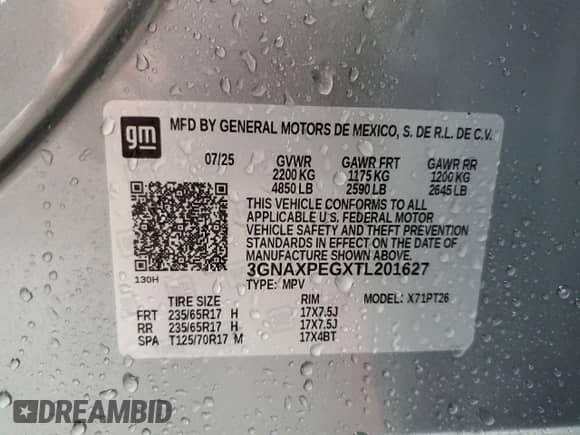 gm
MFD BY GENERAL MOTORS DE MEXICO, S. DE R.L. DE C.V.
07/25 GVWR GAWR FRT GAWR RR
2200 KG 1175 KG 1200 KG
4850 LB 2590 LB 2645 LB
THIS VEHICLE CONFORMS TO ALL
APPLICABLE U.S. FEDERAL MOTOR
VEHICLE SAFETY AND THEFT PREVENTION
STANDARDS IN EFFECT ON THE DATE OF
MANUFACTURE SHOWN ABOVE.
3GNAXPEGXTL201627
130H TYPE: MPV MODEL: X71PT26
TIRE SIZE RIM
FRT 235/65R17 H 17X7.5J
RR 235/65R17 H 17X7.5J
SPA T125/70R17 M 17X4BT
DREAMBID